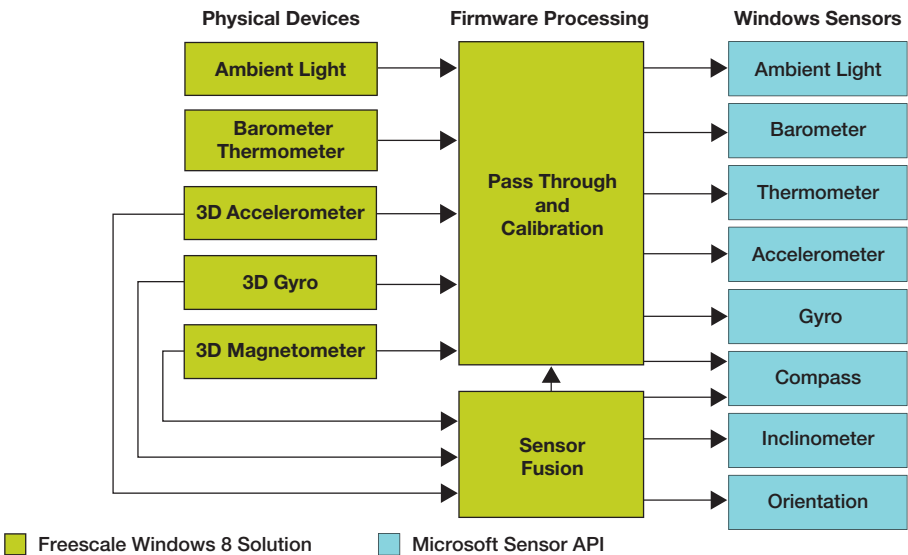 Physical Devices
Firmware Processing
Windows Sensors
Ambient Light
Barometer
Thermometer
3D Accelerometer
3D Gyro
3D Magnetometer
Pass Through
and
Calibration
Sensor
Fusion
Ambient Light
Barometer
Thermometer
Accelerometer
Gyro
Compass
Inclinometer
Orientation
Freescale Windows 8 Solution
Microsoft Sensor API